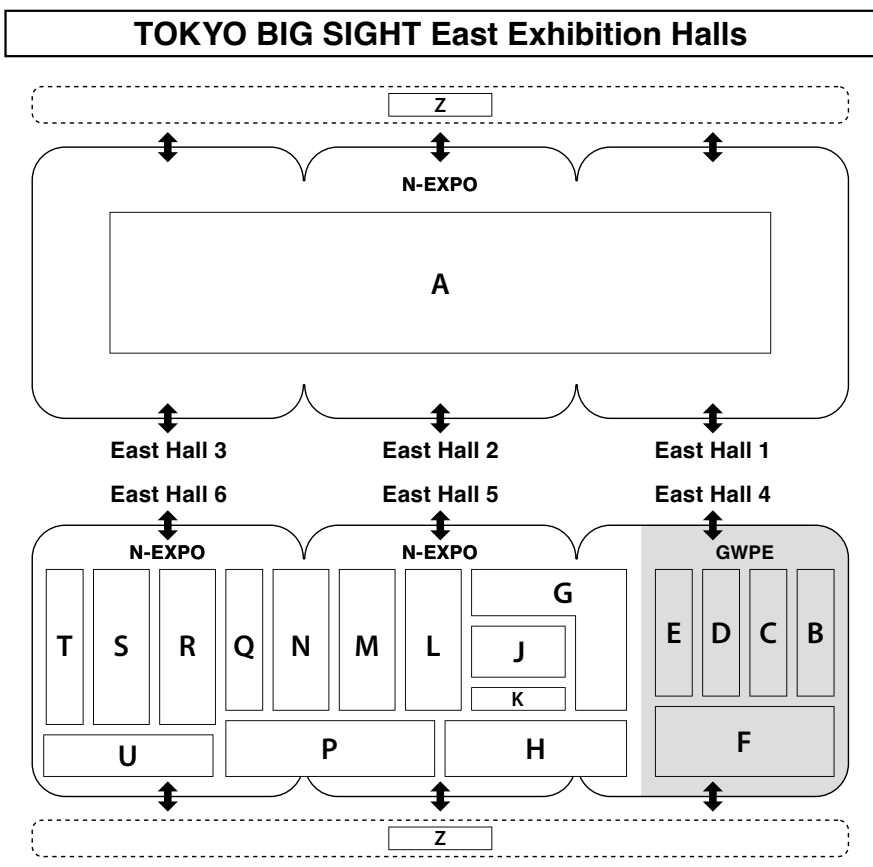 TOKYO BIG SIGHT East Exhibition Halls
Z
N-EXPO
A
East Hall 3 East Hall 2 East Hall 1
East Hall 6 East Hall 5 East Hall 4
N-EXPO N-EXPO GWPE
T S R Q N M L G J K E D C B
U P H F
Z